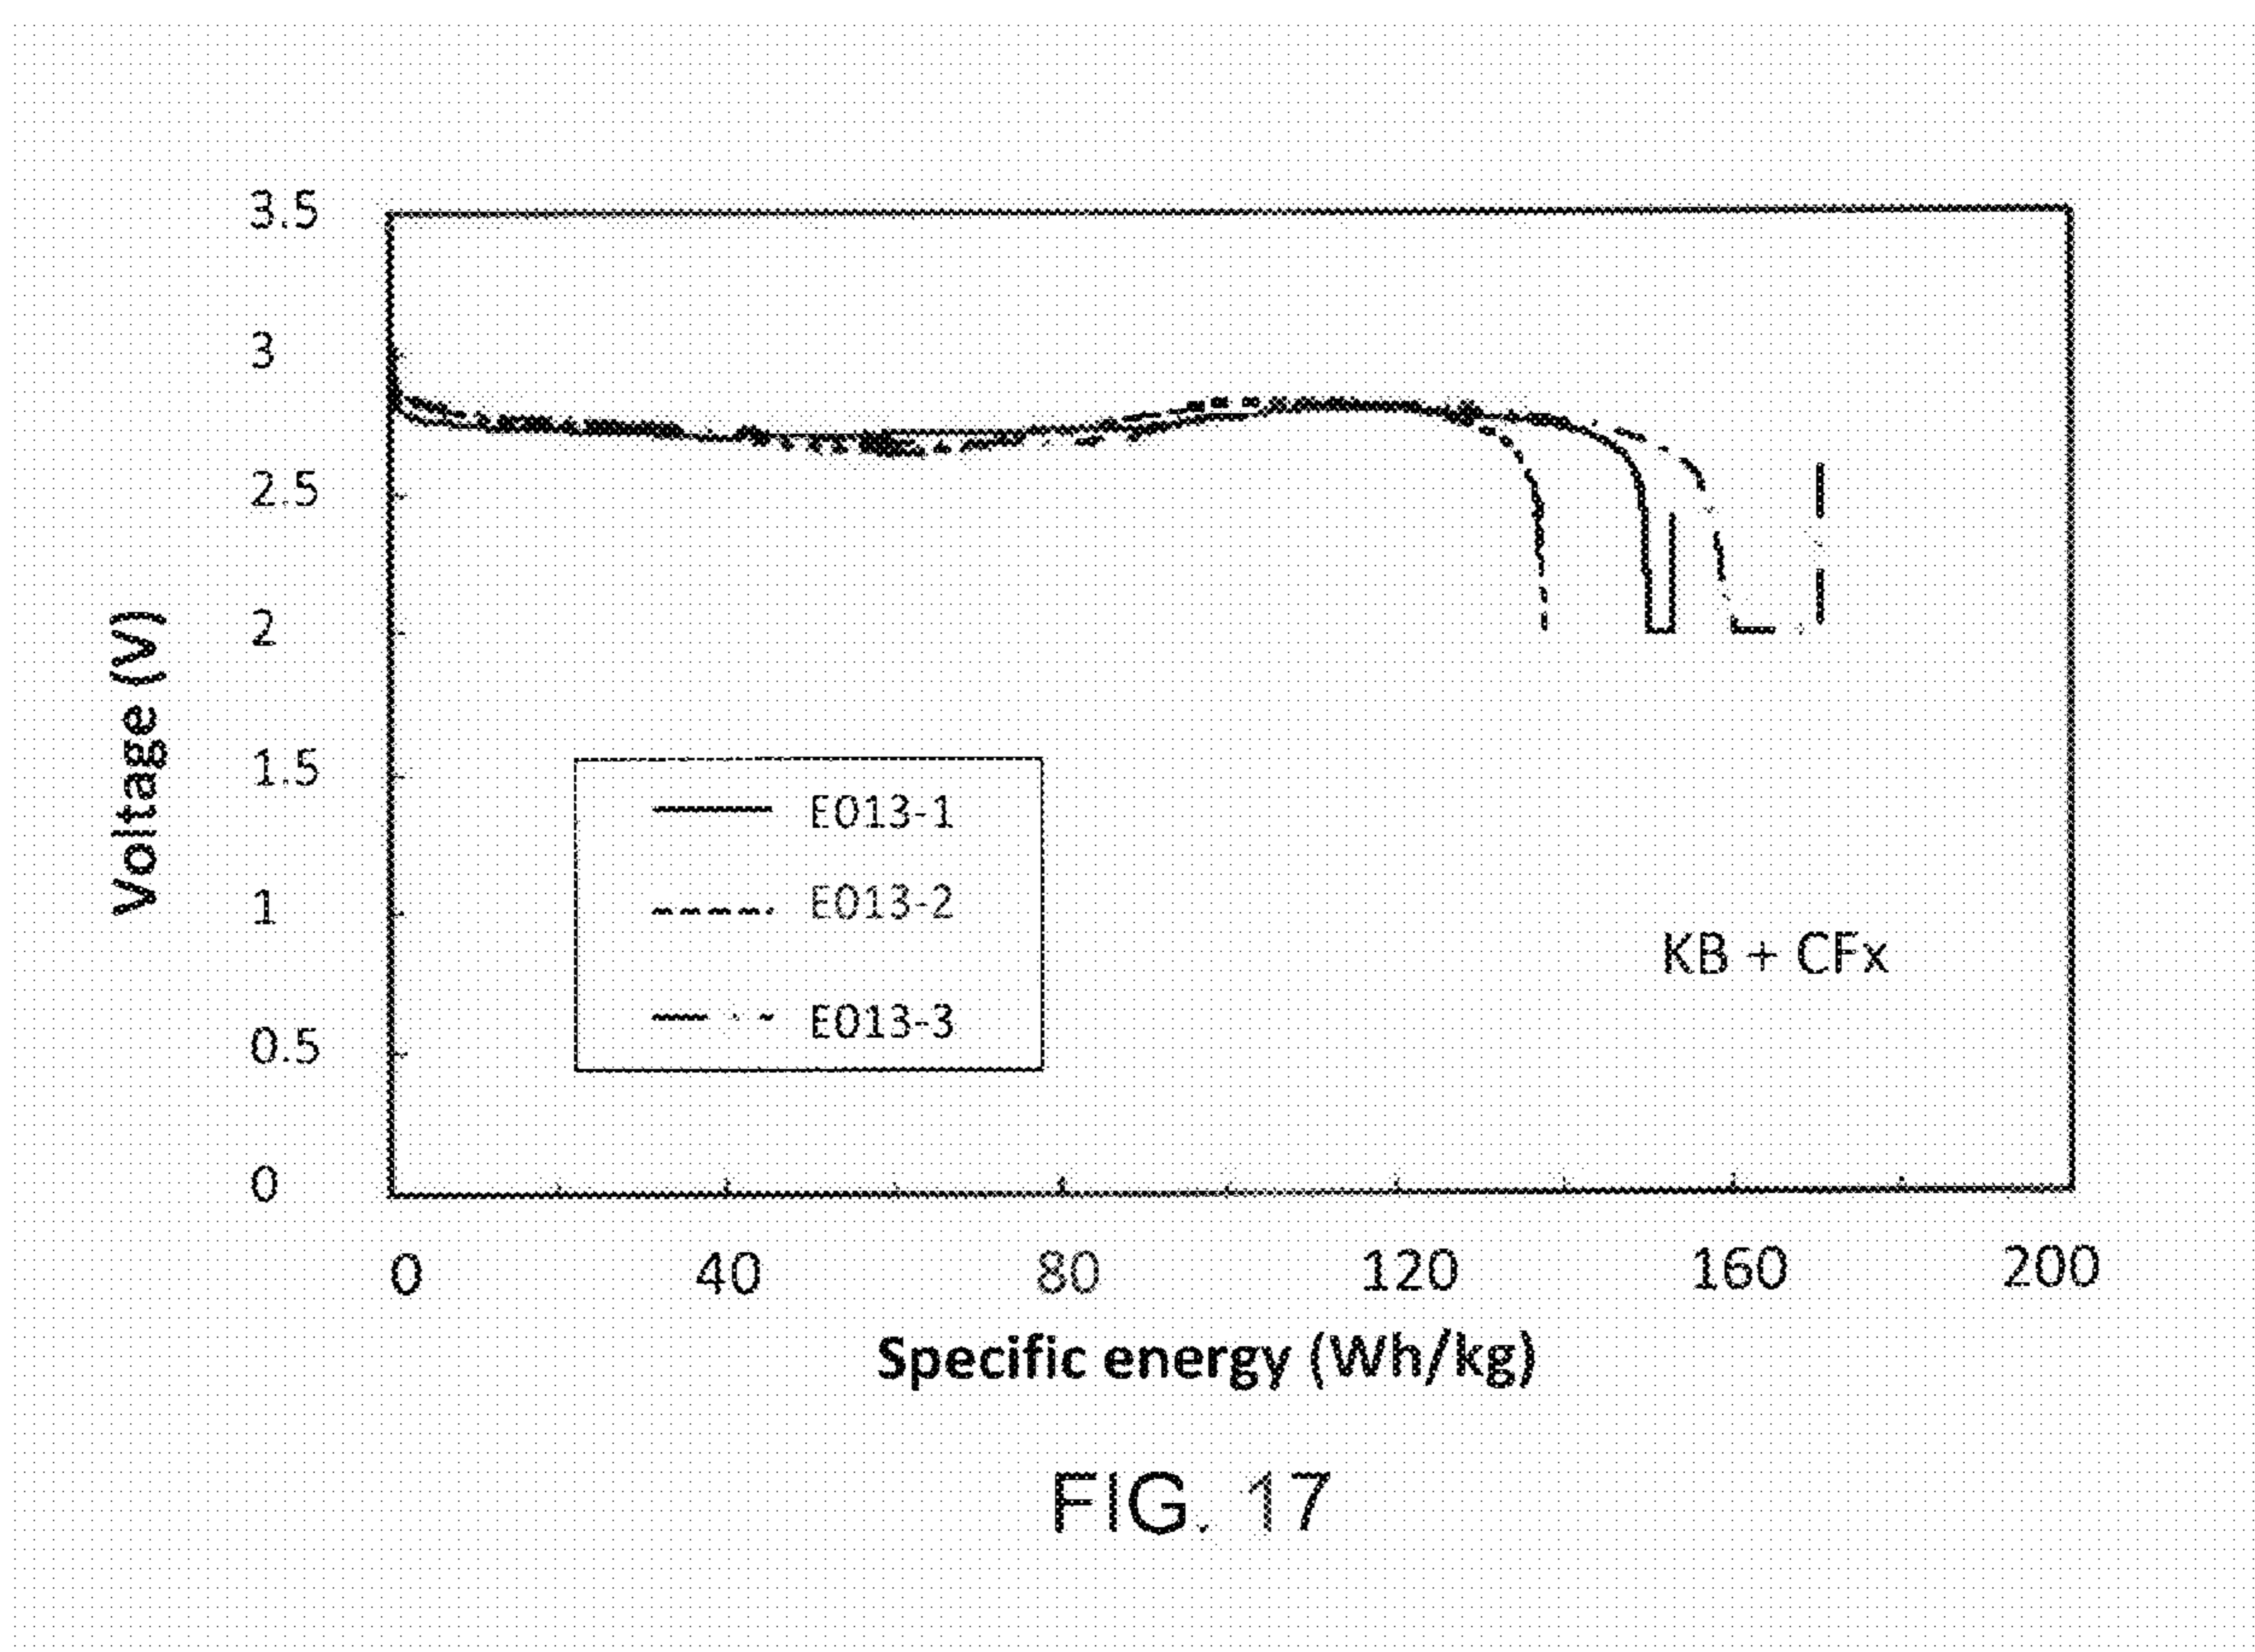 3.5
3
2.5
2
1.5
1
0.5
0
Voltage (V)
E013-1
E013-2
E013-3
KB + CFx
0 40 80 120 160 200
Specific energy (Wh/kg)
FIG. 17